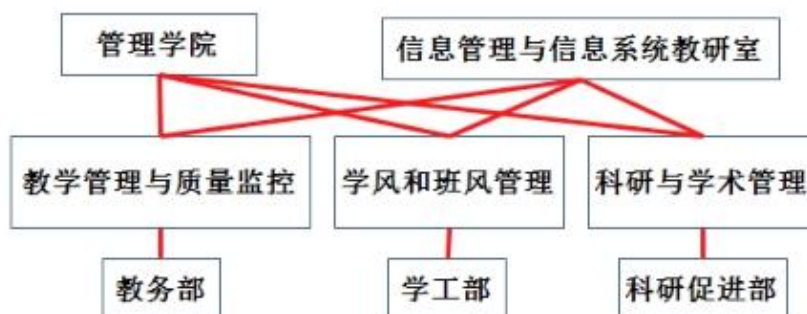 管理学院
信息管理与信息系统教研室
教学管理与质量监控
学风和班风管理
科研与学术管理
教务部
学工部
科研促进部